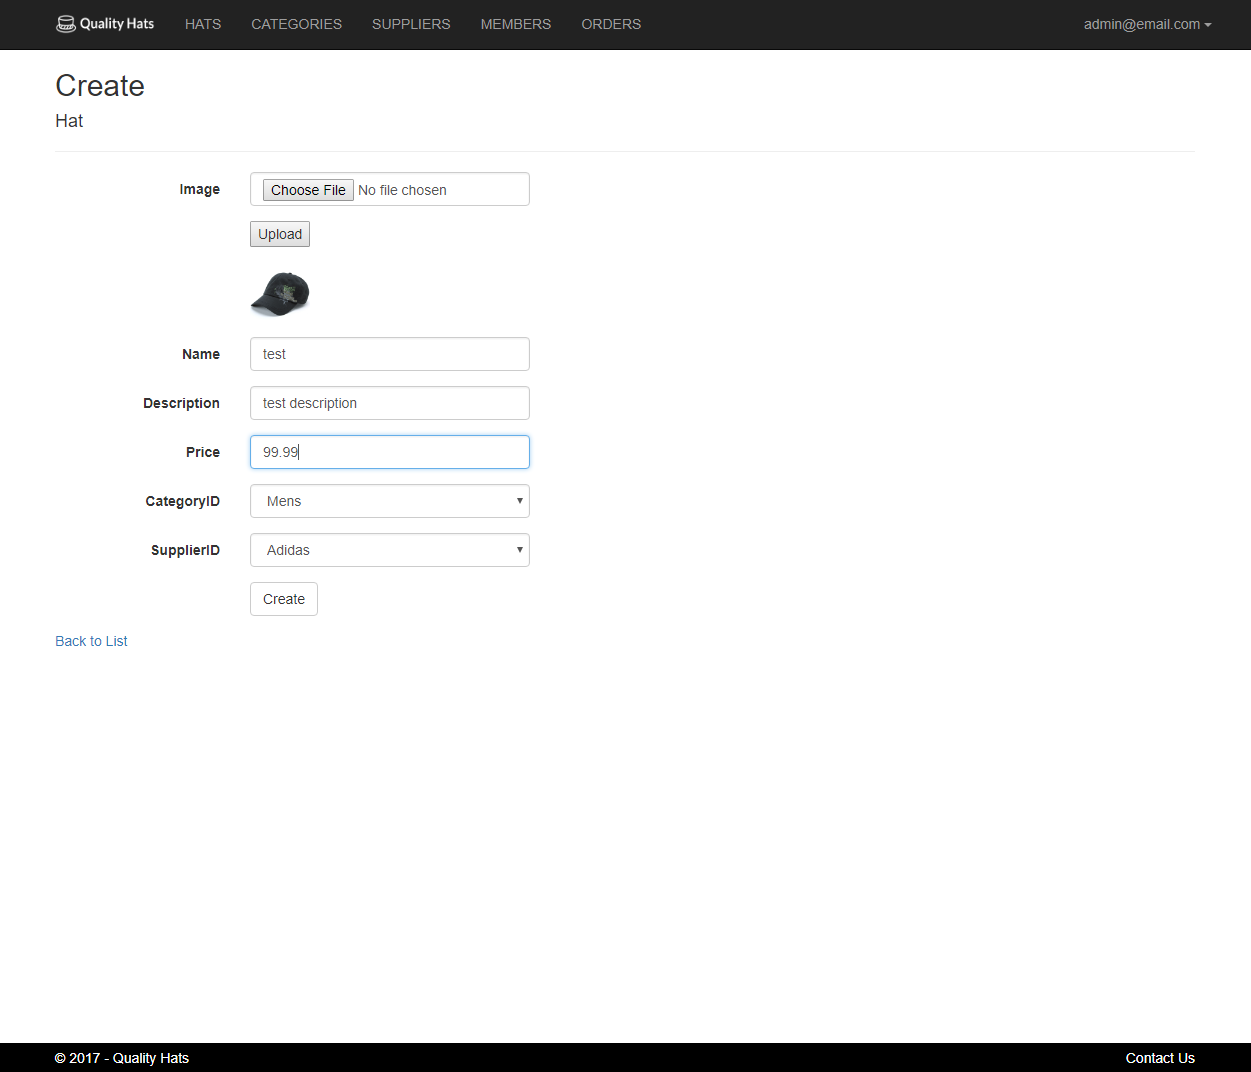 Quality Hats HATS CATEGORIES SUPPLIERS MEMBERS ORDERS admin@email.com
Create
Hat
Image Choose File No file chosen
Upload
Name test
Description test description
Price 99.99
CategoryID Mens
SupplierID Adidas
Create
Back to List
© 2017 - Quality Hats Contact Us